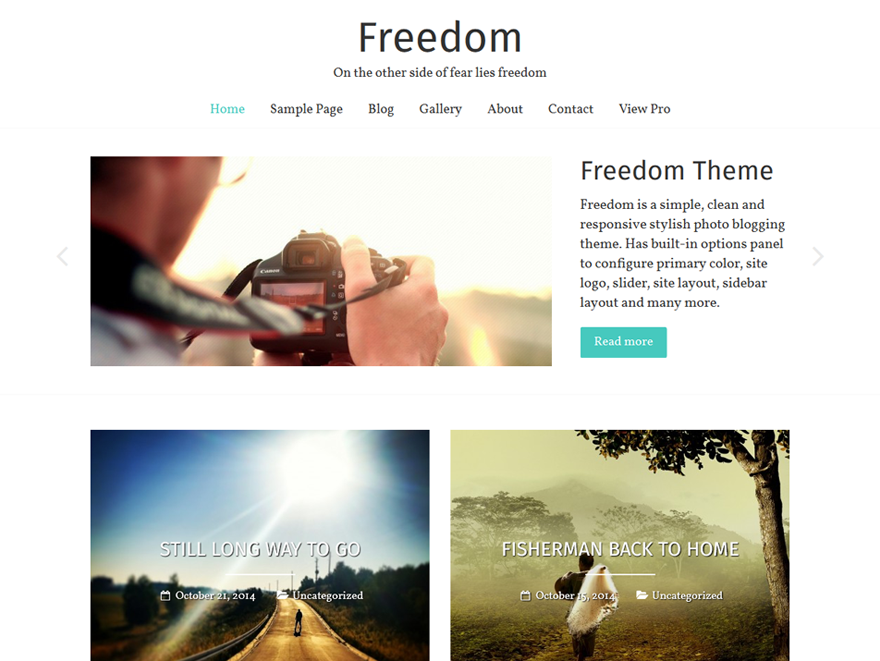 Freedom
On the other side of fear lies freedom
Home Sample Page Blog Gallery About Contact View Pro
Canon
Freedom Theme
Freedom is a simple, clean and
responsive stylish photo blogging
theme. Has built-in options panel
to configure primary color, site
logo, slider, site layout, sidebar
layout and many more.
Read more
STILL LONG WAY TO GO
October 21, 2014 Uncategorized
FISHERMAN BACK TO HOME
October 15, 2014 Uncategorized